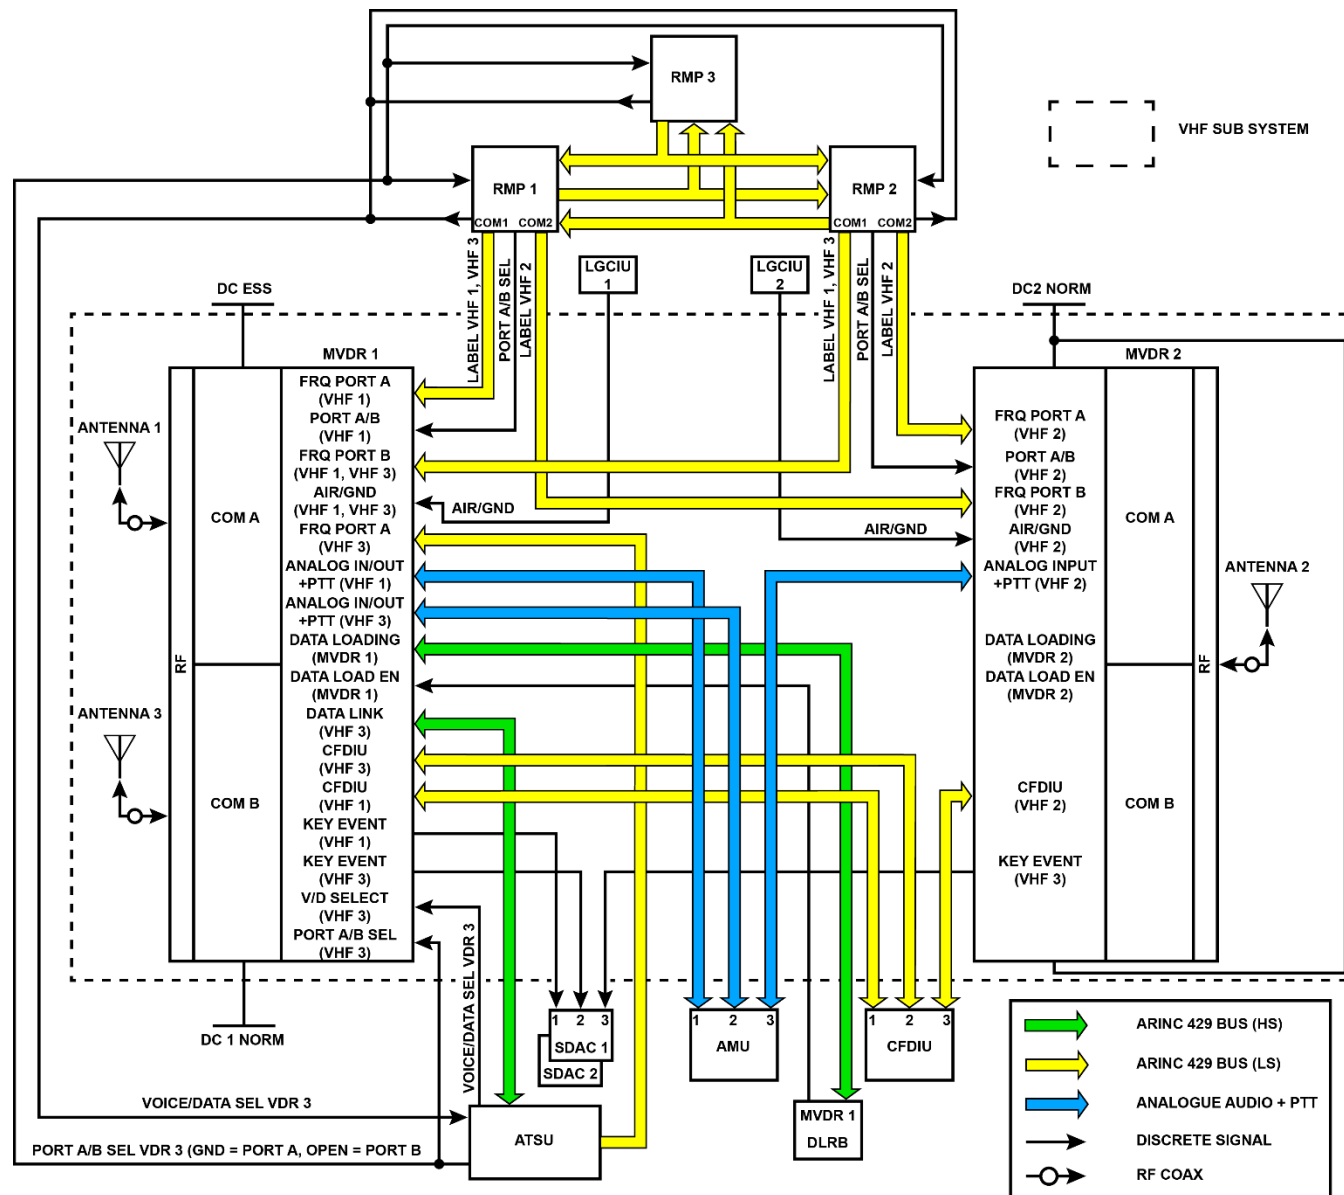 RMP 3
VHF SUB SYSTEM
RMP 1
COM1 COM2
RMP 2
COM1 COM2
LABEL VHF 1, VHF 3
PORT A/B SEL
LABEL VHF 2
LGCIU
1
LGCIU
2
LABEL VHF 1, VHF 3
PORT A/B SEL
LABEL VHF 2
DC ESS
DC2 NORM
MVDR 1
MVDR 2
ANTENNA 1
ANTENNA 3
RF
COM A
COM B
FRQ PORT A
(VHF 1)
PORT A/B
(VHF 1)
FRQ PORT B
(VHF 1, VHF 3)
AIR/GND
(VHF 1, VHF 3)
FRQ PORT A
(VHF 3)
ANALOG IN/OUT
+PTT (VHF 1)
ANALOG IN/OUT
+PTT (VHF 3)
DATA LOADING
(MVDR 1)
DATA LOAD EN
(MVDR 1)
DATA LINK
(VHF 3)
CFDIU
(VHF 3)
CFDIU
(VHF 1)
KEY EVENT
(VHF 1)
KEY EVENT
(VHF 3)
V/D SELECT
(VHF 3)
PORT A/B SEL
(VHF 3)
AIR/GND
AIR/GND
FRQ PORT A
(VHF 2)
PORT A/B
(VHF 2)
FRQ PORT B
(VHF 2)
AIR/GND
(VHF 2)
ANALOG INPUT
+PTT (VHF 2)
DATA LOADING
(MVDR 2)
DATA LOAD EN
(MVDR 2)
CFDIU
(VHF 2)
KEY EVENT
(VHF 3)
COM A
COM B
RF
ANTENNA 2
DC 1 NORM
VOICE/DATA SEL VDR 3
1 2 3
SDAC 1
SDAC 2
1 2 3
AMU
1 2 3
CFDIU
MVDR 1
DLRB
VOICE/DATA SEL VDR 3
ATSU
PORT A/B SEL VDR 3 (GND = PORT A, OPEN = PORT B
ARINC 429 BUS (HS)
ARINC 429 BUS (LS)
ANALOGUE AUDIO + PTT
DISCRETE SIGNAL
RF COAX